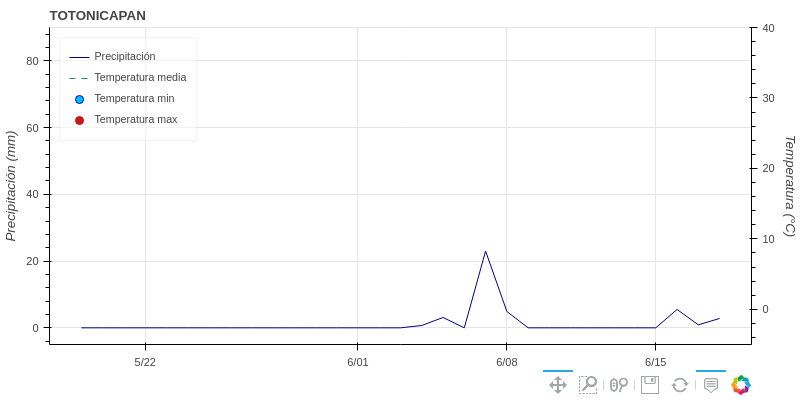 TOTONICAPAN
Precipitación
Temperatura media
Temperatura min
Temperatura max
Precipitación (mm)
80
60
40
20
0
Temperatura (°C)
40
30
20
10
0
5/22
6/01
6/08
6/15